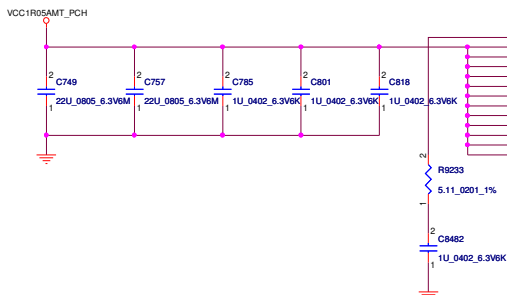 VCC1R05AMT_PCH
2 2 2 2 2
C749 C757 C785 C801 C818
22U_0805_6.3V6M 22U_0805_6.3V6M 1U_0402_6.3V6K 1U_0402_6.3V6K 1U_0402_6.3V6K
1 1 1 1 1
2
R9233
5.11_0201_1%
1
2
C8482
1U_0402_6.3V6K
1